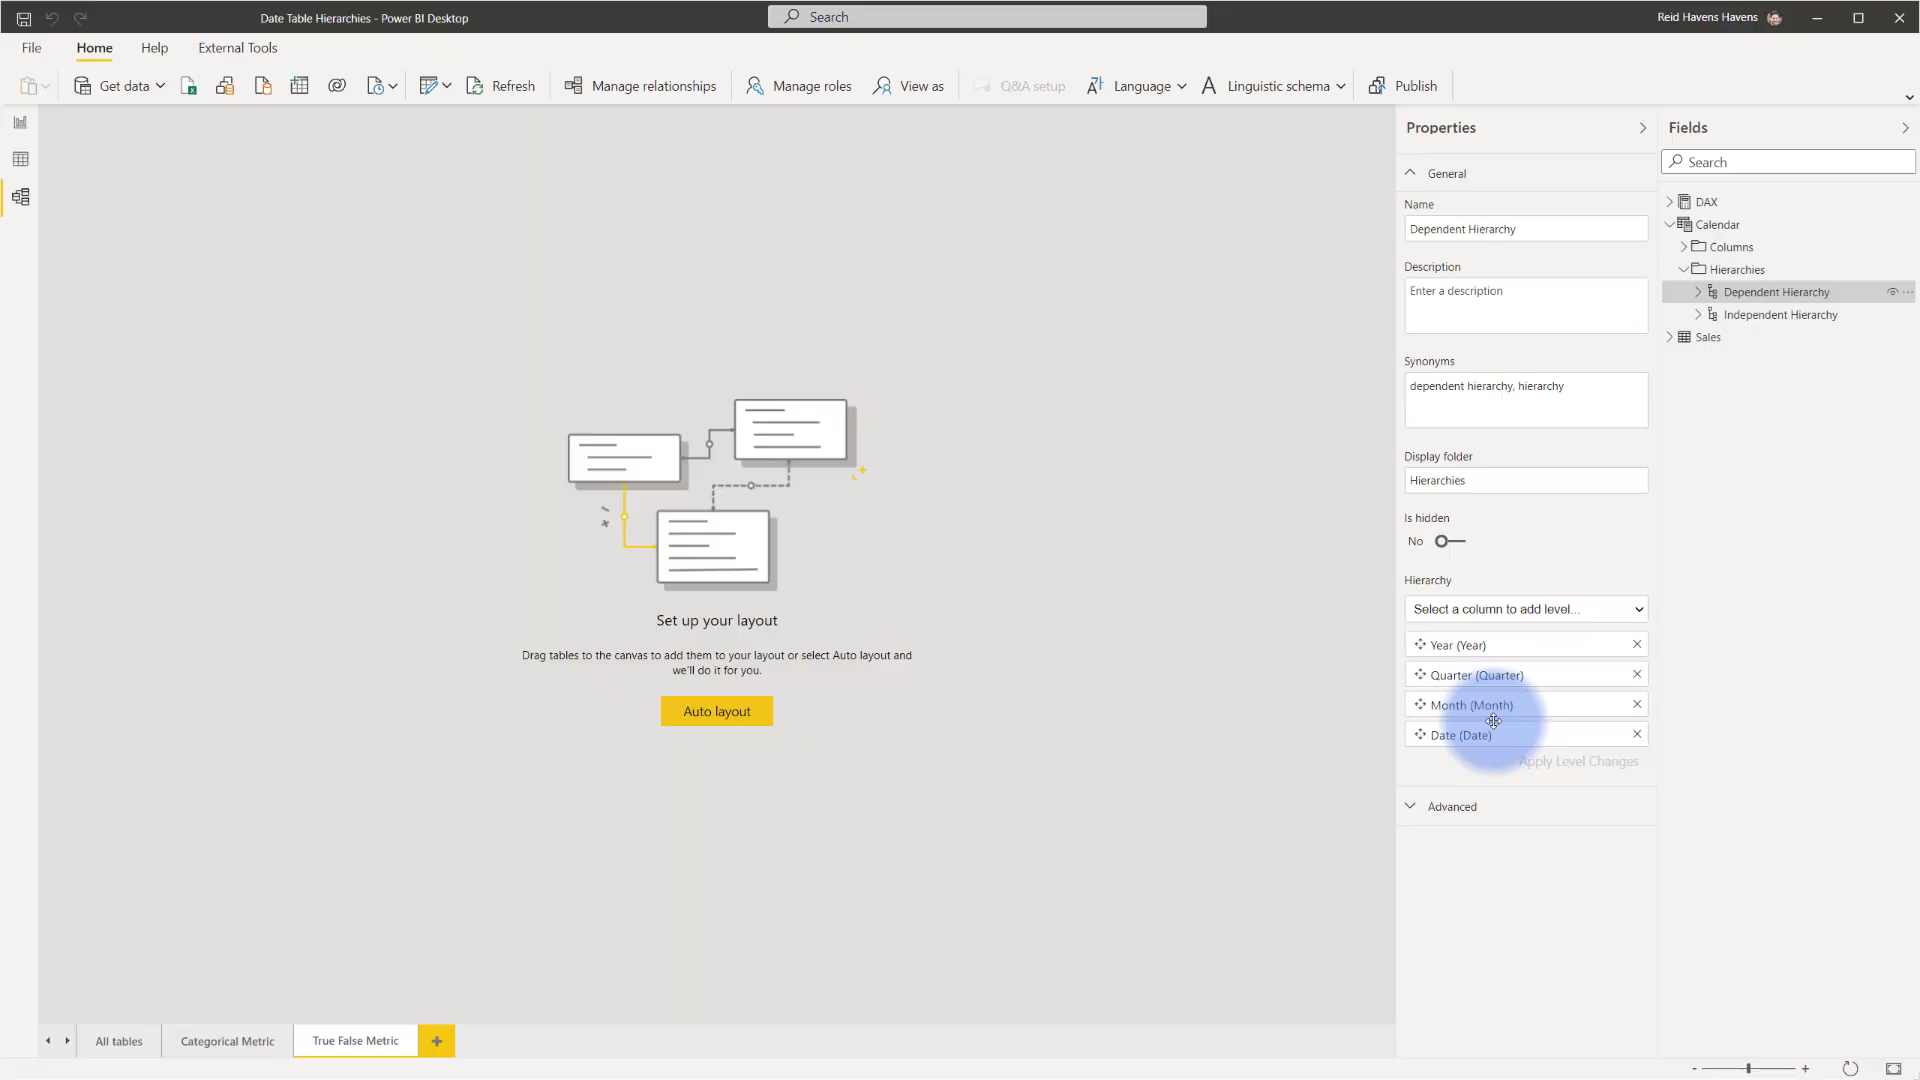 Date Table Hierarchies - Power BI Desktop
Search
Reid Havens Havens
File
Home
Help
External Tools
Get data
Refresh
Manage relationships
Manage roles
View as
Q&A setup
Language
Linguistic schema
Publish
Properties
General
Name
Dependent Hierarchy
Description
Enter a description
Synonyms
dependent hierarchy, hierarchy
Display folder
Hierarchies
Is hidden
No
Hierarchy
Select a column to add level...
Year (Year)
Quarter (Quarter)
Month (Month)
Date (Date)
Apply Level Changes
Advanced
Fields
Search
DAX
Calendar
Columns
Hierarchies
Dependent Hierarchy
Independent Hierarchy
Sales
Set up your layout
Drag tables to the canvas to add them to your layout or select Auto layout and
we'll do it for you.
Auto layout
All tables
Categorical Metric
True False Metric